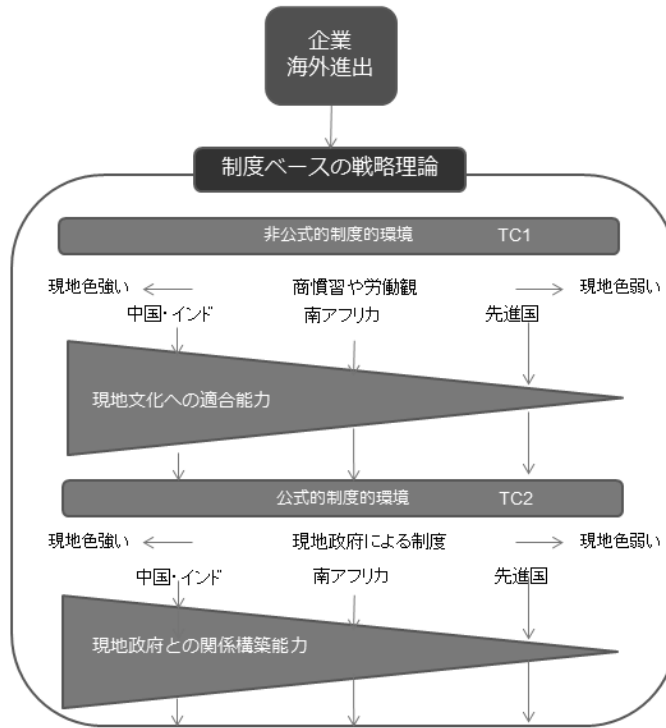 企業
海外進出
制度ベースの戦略理論
非公式的制度的環境 TC1
現地色強い 商慣習や労働観 現地色弱い
中国・インド 南アフリカ 先進国
現地文化への適合能力
公式的制度的環境 TC2
現地色強い 現地政府による制度 現地色弱い
中国・インド 南アフリカ 先進国
現地政府との関係構築能力